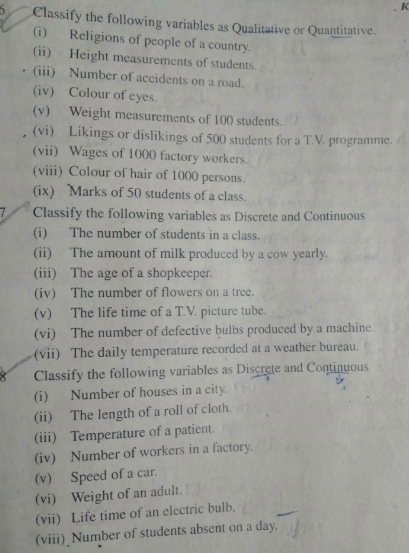 6 Classify the following variables as Qualitative or Quantitative.
(i) Religions of people of a country.
(ii) Height measurements of students.
(iii) Number of accidents on a road.
(iv) Colour of eyes.
(v) Weight measurements of 100 students.
(vi) Likings or dislikings of 500 students for a T.V. programme.
(vii) Wages of 1000 factory workers.
(viii) Colour of hair of 1000 persons.
(ix) Marks of 50 students of a class.
7 Classify the following variables as Discrete and Continuous
(i) The number of students in a class.
(ii) The amount of milk produced by a cow yearly.
(iii) The age of a shopkeeper.
(iv) The number of flowers on a tree.
(v) The life time of a T.V. picture tube.
(vi) The number of defective bulbs produced by a machine.
(vii) The daily temperature recorded at a weather bureau.
8 Classify the following variables as Discrete and Continuous
(i) Number of houses in a city.
(ii) The length of a roll of cloth.
(iii) Temperature of a patient.
(iv) Number of workers in a factory.
(v) Speed of a car.
(vi) Weight of an adult.
(vii) Life time of an electric bulb.
(viii) Number of students absent on a day.